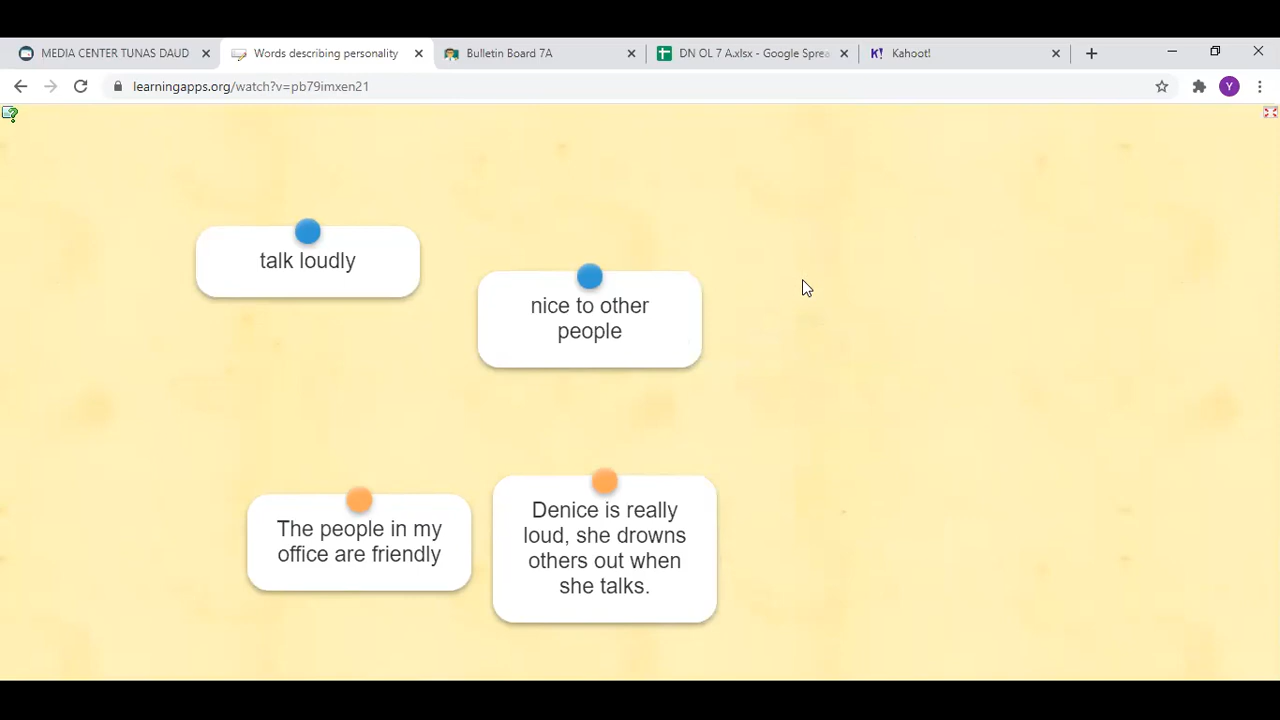 MEDIA CENTER TUNAS DAUD
Words describing personality
Bulletin Board 7A
DN OL 7 A.xlsx - Google Sprea
K!
Kahoot!
learningapps.org/watch?v=pb79imxen21
Y
talk loudly
nice to other
people
The people in my
office are friendly
Denice is really
loud, she drowns
others out when
she talks.